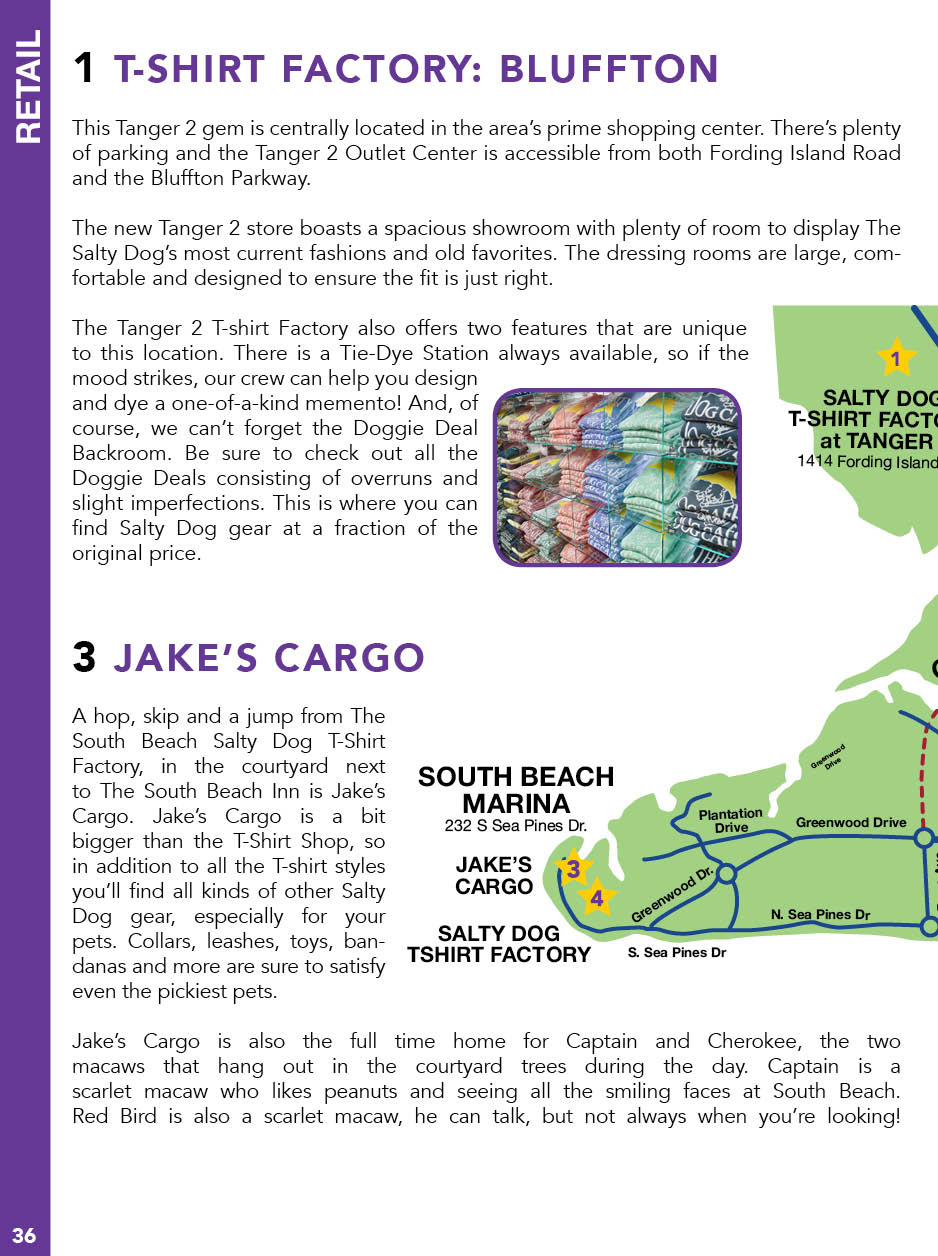 RETAIL
1 T-SHIRT FACTORY: BLUFFTON
This Tanger 2 gem is centrally located in the area's prime shopping center. There's plenty
of parking and the Tanger 2 Outlet Center is accessible from both Fording Island Road
and the Bluffton Parkway.
The new Tanger 2 store boasts a spacious showroom with plenty of room to display The
Salty Dog's most current fashions and old favorites. The dressing rooms are large, com-
fortable and designed to ensure the fit is just right.
The Tanger 2 T-shirt Factory also offers two features that are unique
to this location. There is a Tie-Dye Station always available, so if the
mood strikes, our crew can help you design
and dye a one-of-a-kind memento! And, of
course, we can't forget the Doggie Deal
Backroom. Be sure to check out all the
Doggie Deals consisting of overruns and
slight imperfections. This is where you can
find Salty Dog gear at a fraction of the
original price.
1
SALTY DOG
T-SHIRT FACTO
at TANGER
1414 Fording Island
3 JAKE'S CARGO
A hop, skip and a jump from The
South Beach Salty Dog T-Shirt
Factory, in the courtyard next
to The South Beach Inn is Jake's
Cargo. Jake's Cargo is a bit
bigger than the T-Shirt Shop, so
in addition to all the T-shirt styles
you'll find all kinds of other Salty
Dog gear, especially for your
pets. Collars, leashes, toys, ban-
danas and more are sure to satisfy
even the pickiest pets.
SOUTH BEACH
MARINA
232 S Sea Pines Dr.
JAKE'S
CARGO
3
4
SALTY DOG
TSHIRT FACTORY
Greenwood
Drive
Plantation
Drive
Greenwood Drive
Greenwood Dr.
N. Sea Pines Dr
S. Sea Pines Dr
Jake's Cargo is also the full time home for Captain and Cherokee, the two
macaws that hang out in the courtyard trees during the day. Captain is a
scarlet macaw who likes peanuts and seeing all the smiling faces at South Beach.
Red Bird is also a scarlet macaw, he can talk, but not always when you're looking!
36